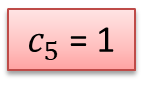 c₅ = 1